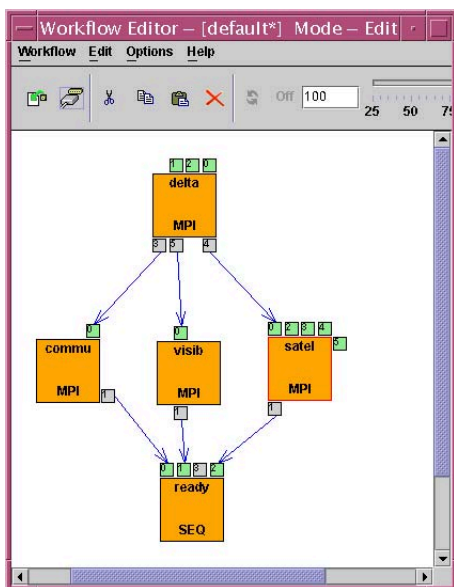 Workflow Editor – [default*] Mode – Edit
Workflow Edit Options Help
Off 100
25 50 75
1 2 0
delta
MPI
3 5 4
0 0 0 2 3 4
commu visib satel 5
MPI MPI MPI
1 1 1
0 1 3 2
ready
SEQ